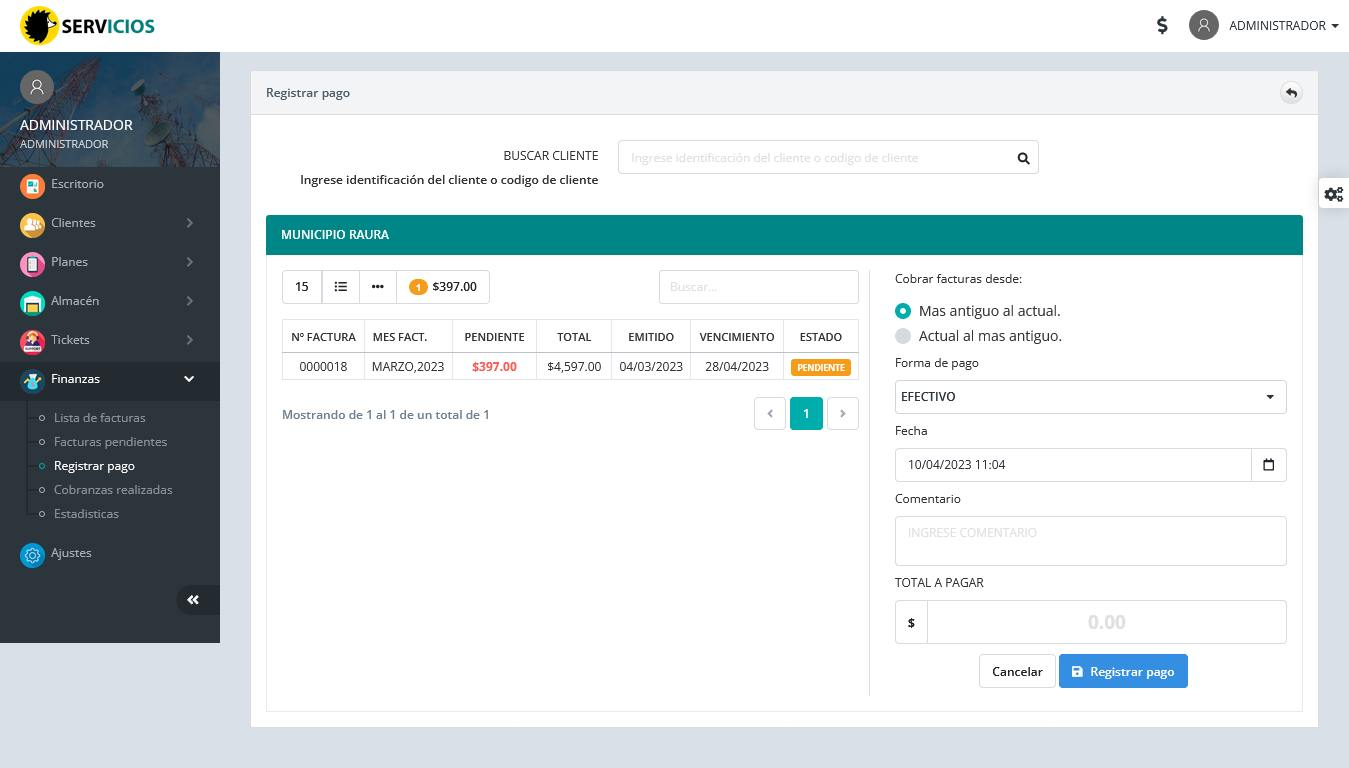 SERVICIOS
$ ADMINISTRADOR
ADMINISTRADOR
ADMINISTRADOR
Escritorio
Clientes
Planes
Almacén
Tickets
Finanzas
Lista de facturas
Facturas pendientes
Registrar pago
Cobranzas realizadas
Estadisticas
Ajustes
Registrar pago
BUSCAR CLIENTE
Ingrese identificación del cliente o codigo de cliente
Ingrese identificación del cliente o codigo de cliente
MUNICIPIO RAURA
15 1 $397.00 Buscar...
Nº FACTURA MES FACT. PENDIENTE TOTAL EMITIDO VENCIMIENTO ESTADO
0000018 MARZO,2023 $397.00 $4,597.00 04/03/2023 28/04/2023 PENDIENTE
Mostrando de 1 al 1 de un total de 1
1
Cobrar facturas desde:
Mas antiguo al actual.
Actual al mas antiguo.
Forma de pago
EFECTIVO
Fecha
10/04/2023 11:04
Comentario
INGRESE COMENTARIO
TOTAL A PAGAR
$ 0.00
Cancelar Registrar pago